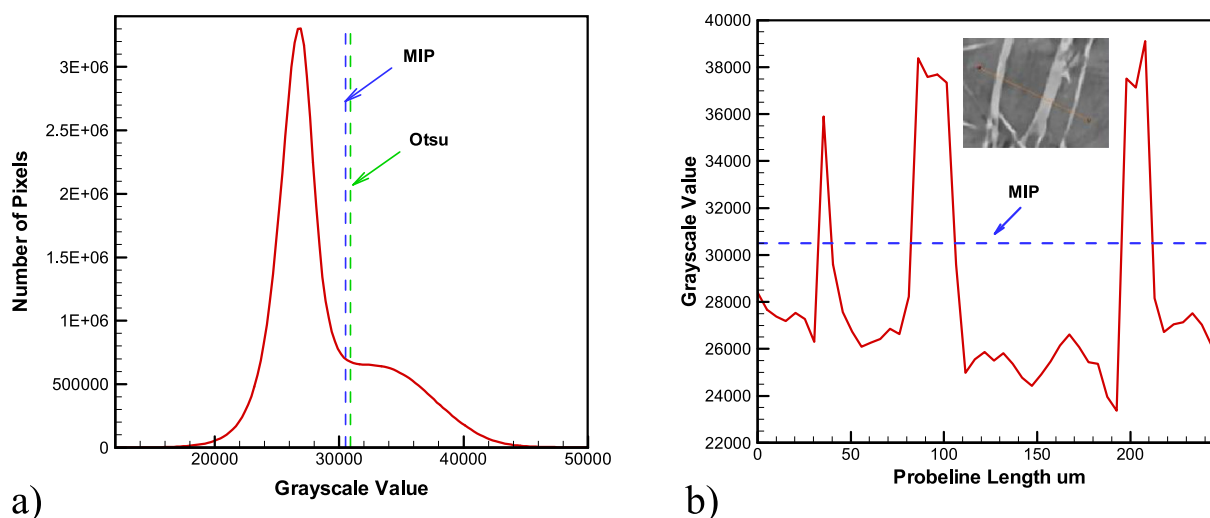 3E+06
2.5E+06
2E+06
1.5E+06
1E+06
500000
0
Number of Pixels
MIP
Otsu
20000 30000 40000 50000
Grayscale Value
a)
40000
38000
36000
34000
32000
30000
28000
26000
24000
22000
Grayscale Value
MIP
0 50 100 150 200
Probeline Length um
b)